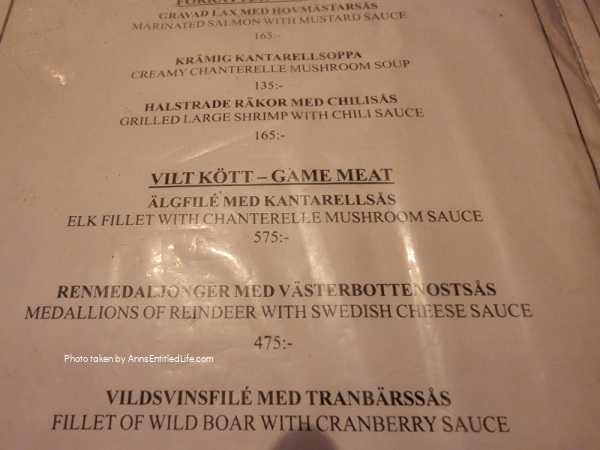 GRAVAD LAX MED HOVMÄSTARSÅS
MARINATED SALMON WITH MUSTARD SAUCE
165:-
KRÄMIG KANTARELLSOPPA
CREAMY CHANTERELLE MUSHROOM SOUP
135:-
HALSTRADE RÄKOR MED CHILISÅS
GRILLED LARGE SHRIMP WITH CHILI SAUCE
165:-
VILT KÖTT – GAME MEAT
ÄLGFILÉ MED KANTARELLSÅS
ELK FILLET WITH CHANTERELLE MUSHROOM SAUCE
575:-
RENMEDALJONGER MED VÄSTERBOTTENOSTSÅS
MEDALLIONS OF REINDEER WITH SWEDISH CHEESE SAUCE
475:-
Photo taken by AnnsEntitledLife.com
VILDSVINSFILÉ MED TRANBÄRSSÅS
FILLET OF WILD BOAR WITH CRANBERRY SAUCE